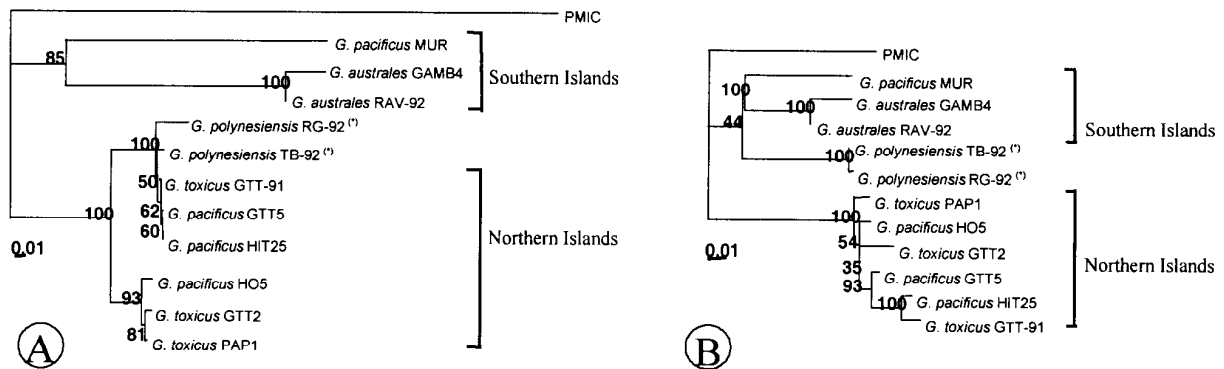 PMIC
85
G. pacificus MUR
100
G. australes GAMB4
G. australes RAV-92
Southern Islands
G. polynesiensis RG-92 (*)
100
G. polynesiensis TB-92 (*)
50
G. toxicus GTT-91
62
G. pacificus GTT5
60
G. pacificus HIT25
100
Northern Islands
0.01
93
G. pacificus HO5
G. toxicus GTT2
81
G. toxicus PAP1
A
PMIC
100
G. pacificus MUR
100
G. australes GAMB4
44
G. australes RAV-92
Southern Islands
100
G. polynesiensis TB-92 (*)
G. polynesiensis RG-92 (*)
G. toxicus PAP1
100
G. pacificus HO5
54
G. toxicus GTT2
0.01
35
Northern Islands
93
G. pacificus GTT5
100
G. pacificus HIT25
G. toxicus GTT-91
B